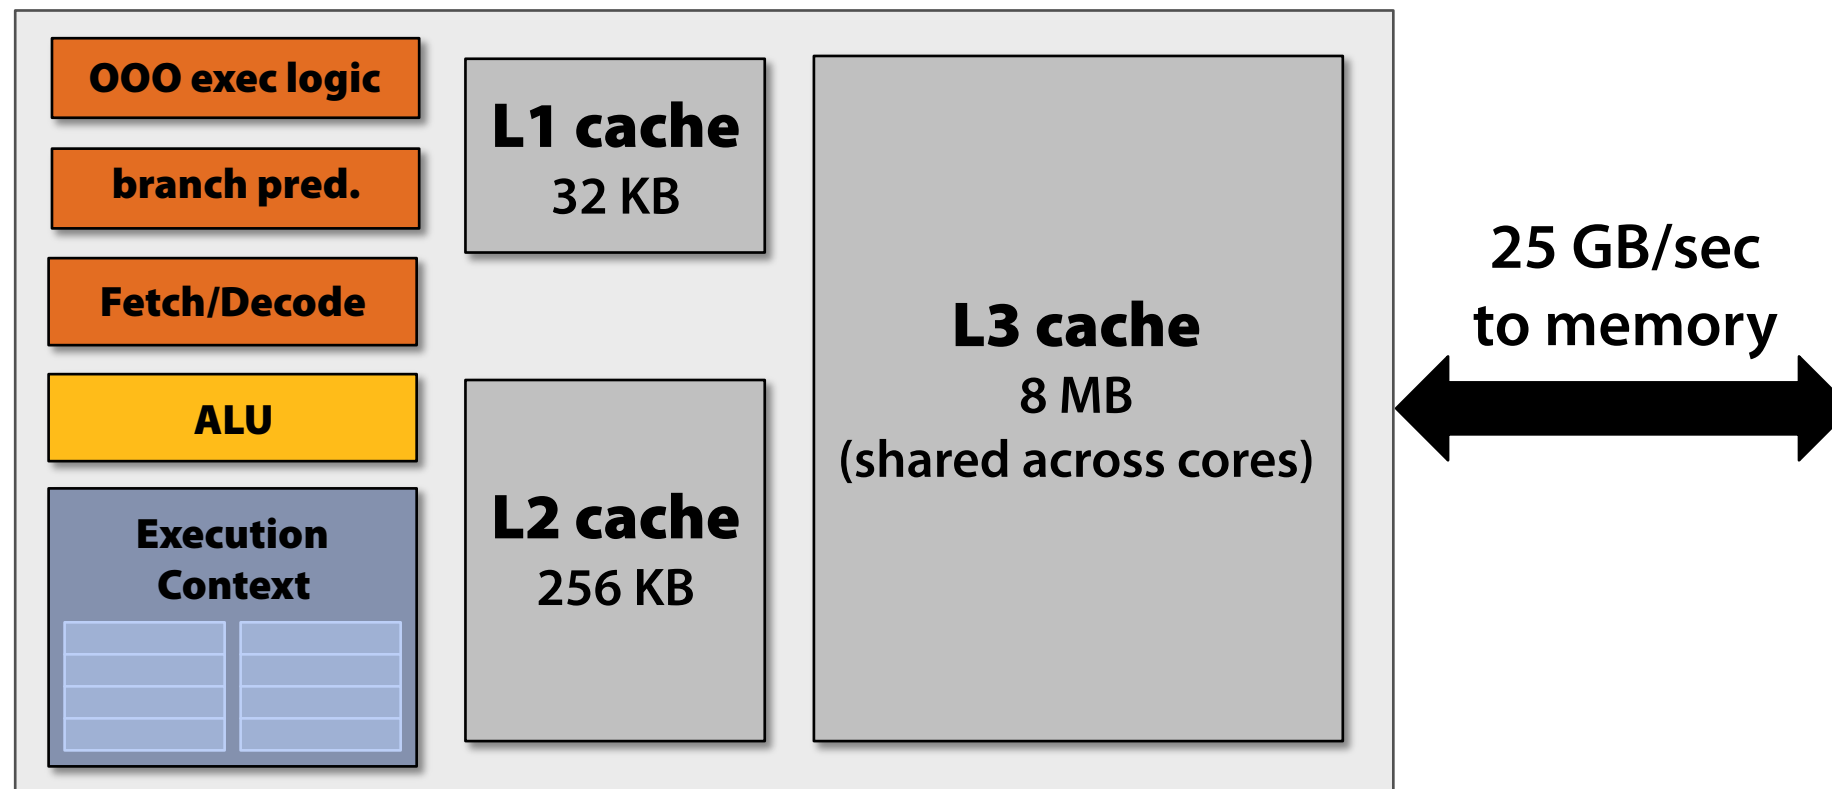 OOO exec logic
branch pred.
Fetch/Decode
ALU
Execution
Context
L1 cache
32 KB
L2 cache
256 KB
L3 cache
8 MB
(shared across cores)
25 GB/sec
to memory